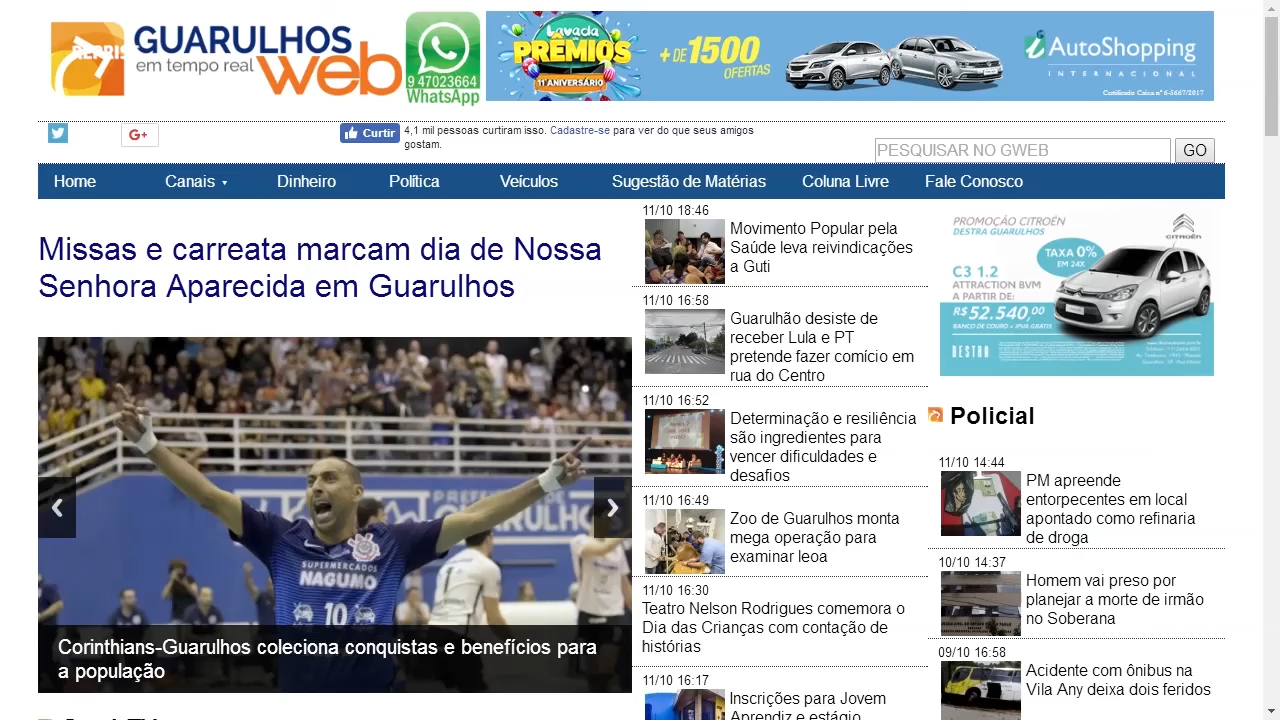 REPRISE
GUARULHOS
em tempo real
web
9 47023664
WhatsApp
Lavada
de
PRÊMIOS
11º ANIVERSÁRIO
+ DE 1500
OFERTAS
AutoShopping
INTERNACIONAL
Certificado Caixa nº 6-5667/2017
G+
Curtir
4,1 mil pessoas curtiram isso. Cadastre-se para ver do que seus amigos
gostam.
PESQUISAR NO GWEB
GO
Home
Canais ▾
Dinheiro
Política
Veículos
Sugestão de Matérias
Coluna Livre
Fale Conosco
Missas e carreata marcam dia de Nossa
Senhora Aparecida em Guarulhos
SUPERMERCADOS
NAGUMO
10
1
Corinthians-Guarulhos coleciona conquistas e benefícios para
a população
11/10 18:46
Movimento Popular pela
Saúde leva reivindicações
a Guti
11/10 16:58
Guarulhão desiste de
receber Lula e PT
pretende fazer comício em
rua do Centro
11/10 16:52
Determinação e resiliência
são ingredientes para
vencer dificuldades e
desafios
11/10 16:49
Zoo de Guarulhos monta
mega operação para
examinar leoa
11/10 16:30
Teatro Nelson Rodrigues comemora o
Dia das Crianças com contação de
histórias
11/10 16:17
Inscrições para Jovem
Aprendiz e estágio
PROMOÇÃO CITROËN
DESTRA GUARULHOS
CITROËN
TAXA 0%
EM 24X
C3 1.2
ATTRACTION BVM
A PARTIR DE:
R$ 52.540,00
BANCO DE COURO + IPVA GRÁTIS
Policial
11/10 14:44
PM apreende
entorpecentes em local
apontado como refinaria
de droga
10/10 14:37
Homem vai preso por
planejar a morte de irmão
no Soberana
09/10 16:58
Acidente com ônibus na
Vila Any deixa dois feridos